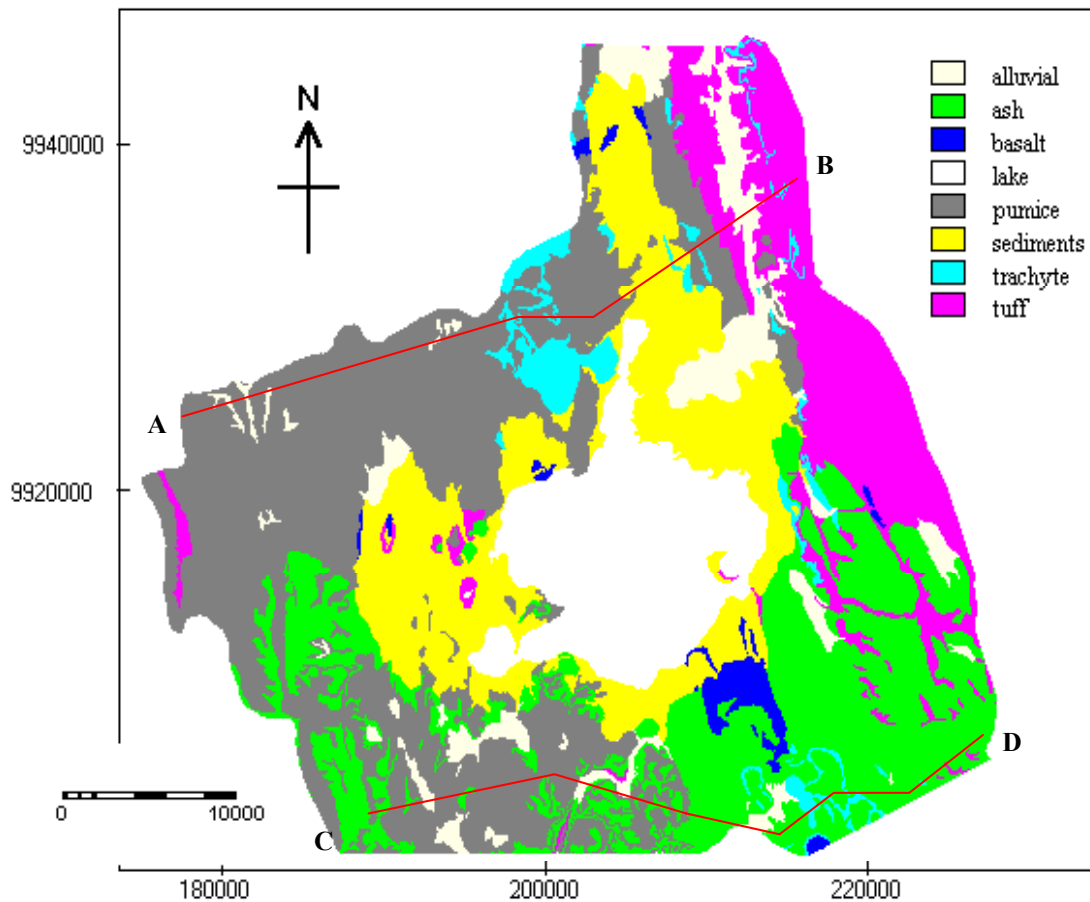 N
alluvial
ash
basalt
lake
pumice
sediments
trachyte
tuff
9940000
B
A
9920000
D
0 10000
C
180000 200000 220000